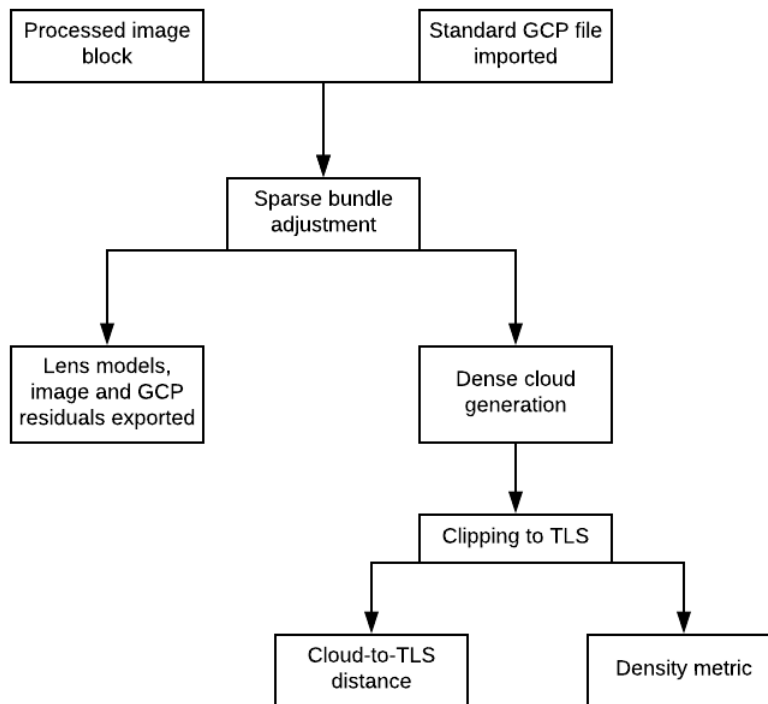 Processed image
block
Standard GCP file
imported
Sparse bundle
adjustment
Lens models,
image and GCP
residuals exported
Dense cloud
generation
Clipping to TLS
Cloud-to-TLS
distance
Density metric